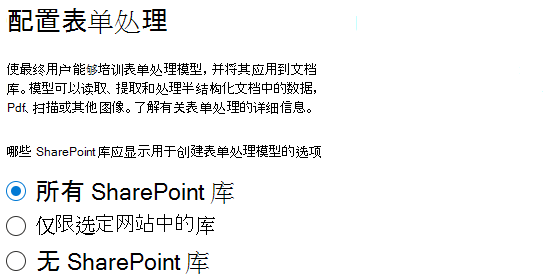 配置表单处理
使最终用户能够培训表单处理模型，并将其应用到文档
库。模型可以读取、提取和处理半结构化文档中的数据，
Pdf、扫描或其他图像。了解有关表单处理的详细信息。
哪些 SharePoint 库应显示用于创建表单处理模型的选项
所有 SharePoint 库
仅限选定网站中的库
无 SharePoint 库